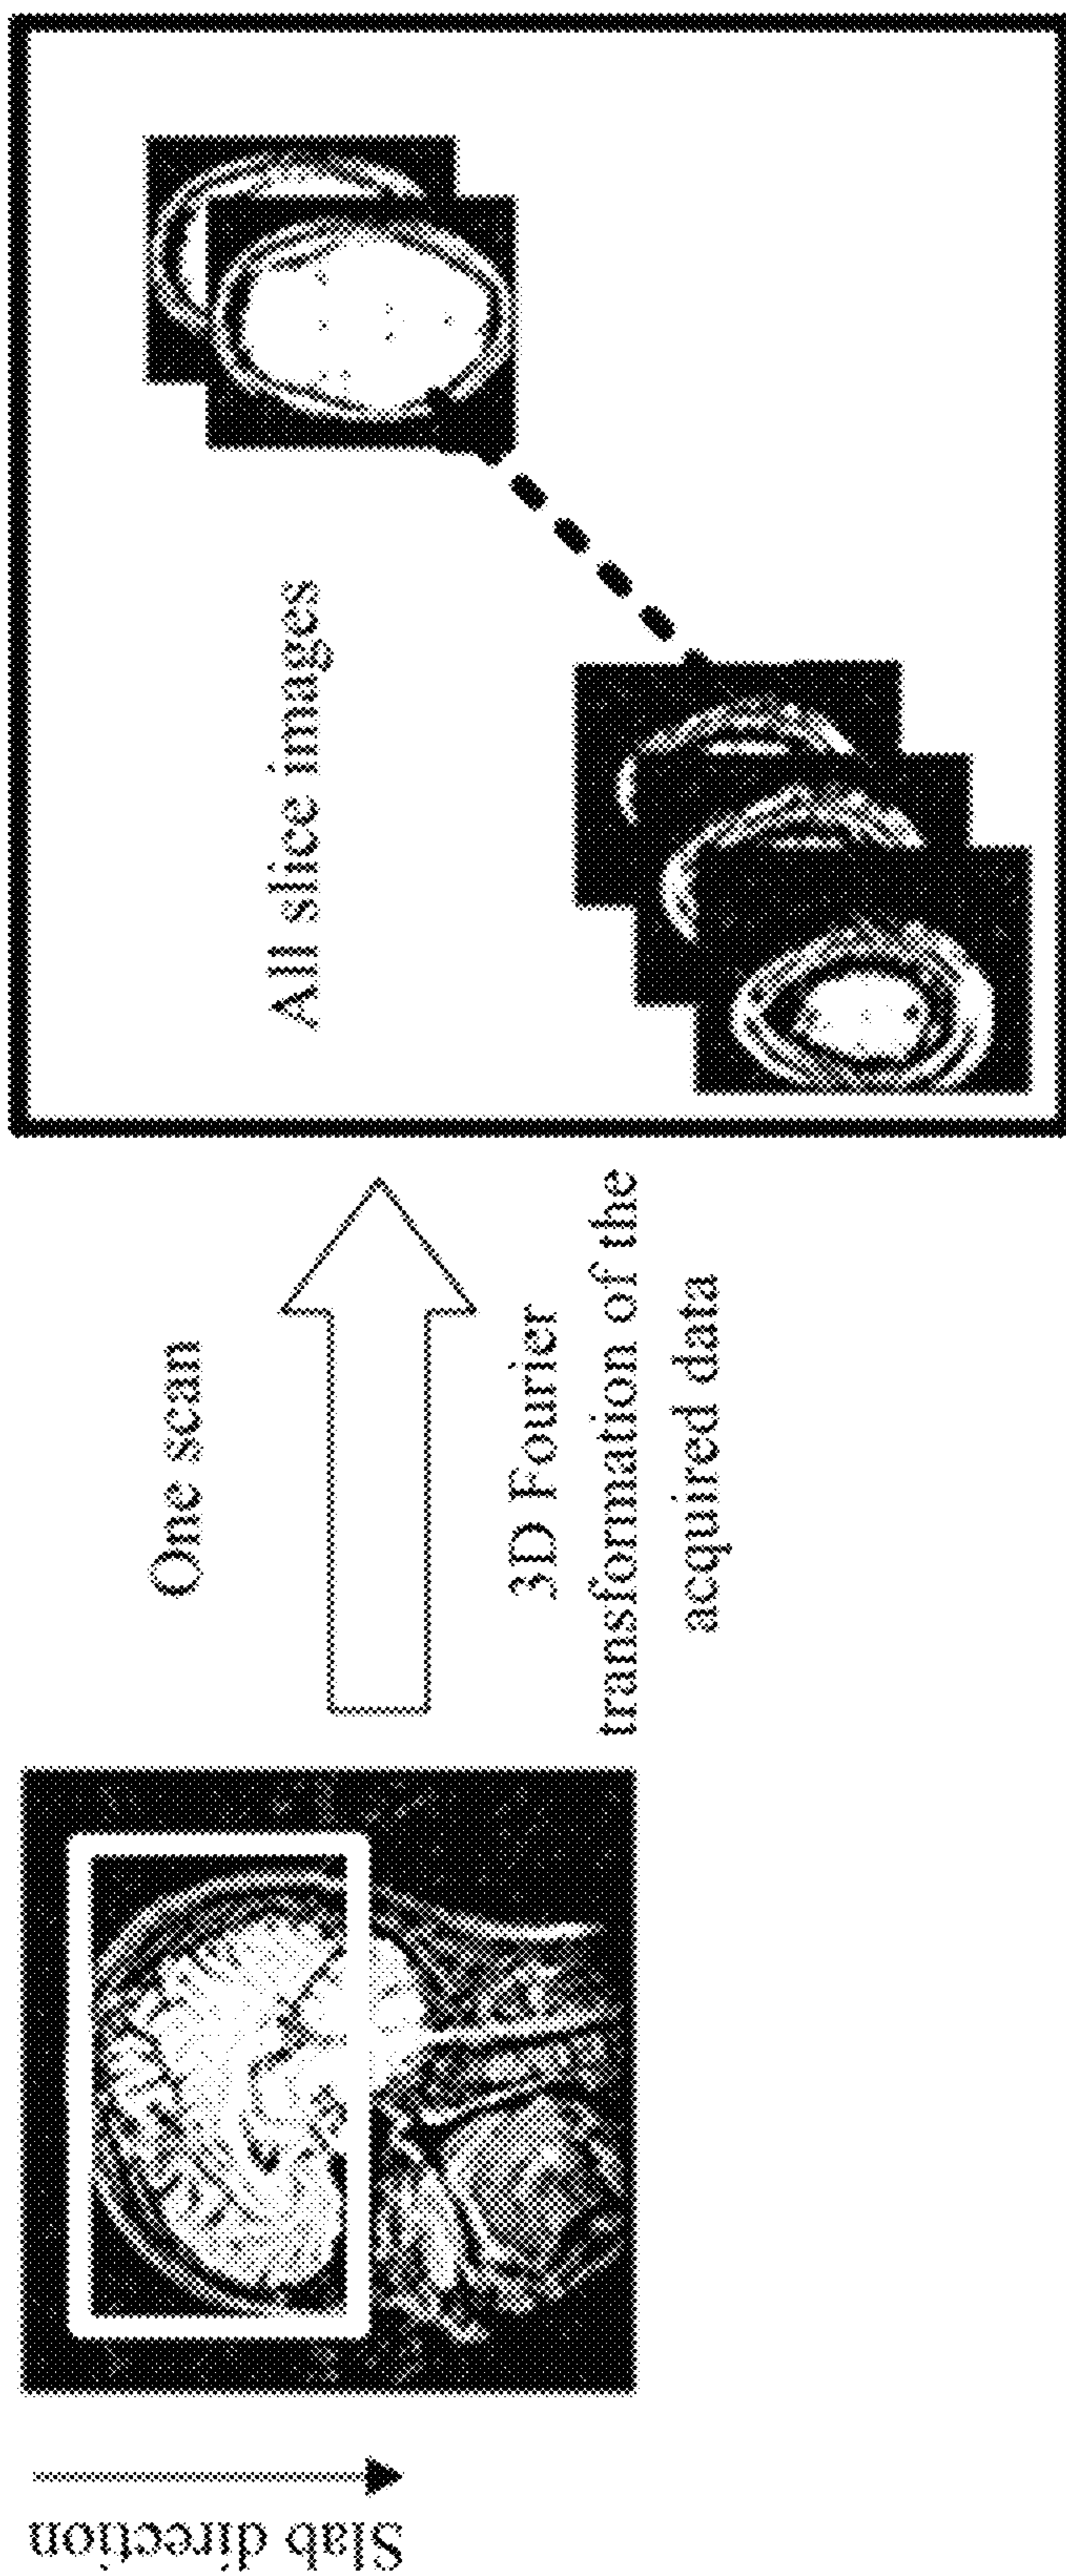 Slab direction
One scan
3D Fourier
transformation of the
acquired data
All slice images